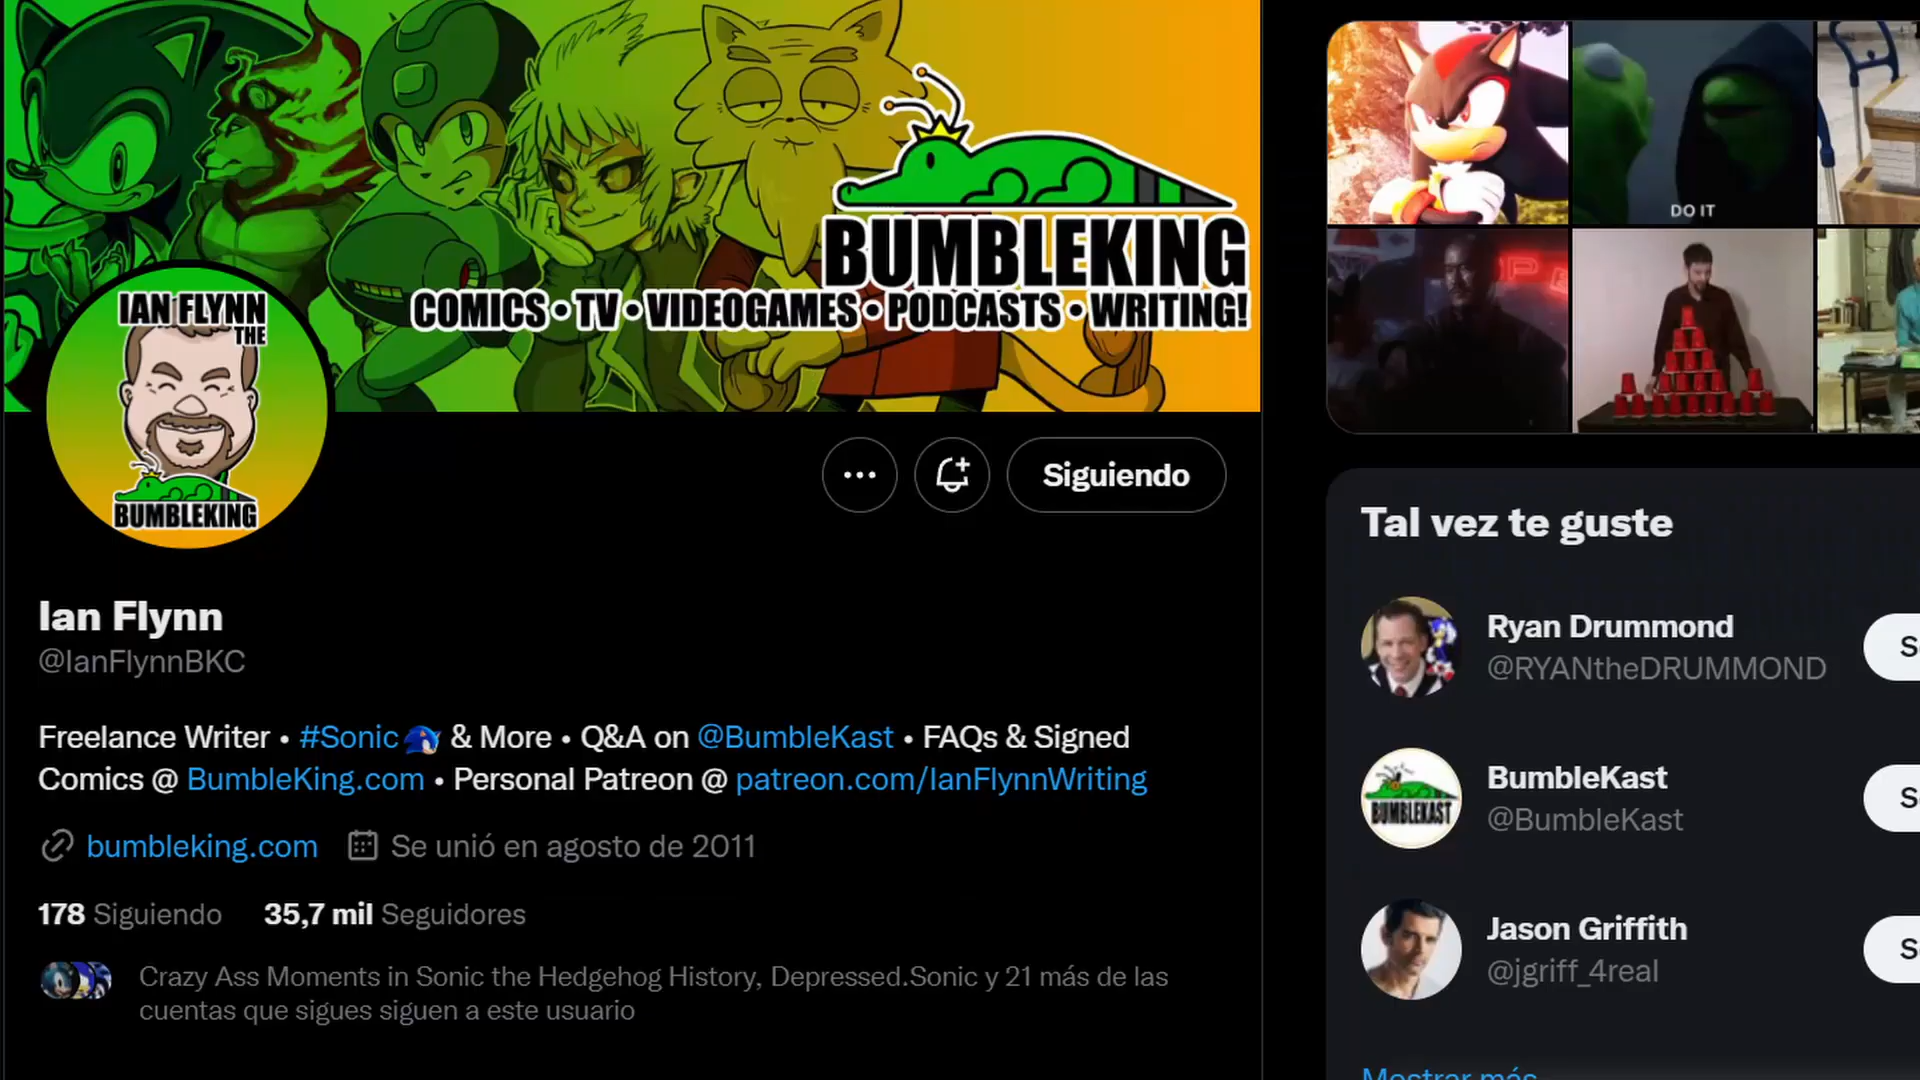 BUMBLEKING
COMICS • TV • VIDEOGAMES • PODCASTS • WRITING!
IAN FLYNN
THE
BUMBLEKING
Siguiendo
Ian Flynn
@IanFlynnBKC
Freelance Writer • #Sonic & More • Q&A on @BumbleKast • FAQs & Signed
Comics @ BumbleKing.com • Personal Patreon @ patreon.com/IanFlynnWriting
bumbleking.com Se unió en agosto de 2011
178 Siguiendo 35,7 mil Seguidores
Crazy Ass Moments in Sonic the Hedgehog History, Depressed.Sonic y 21 más de las
cuentas que sigues siguen a este usuario
DO IT
Tal vez te guste
Ryan Drummond
@RYANtheDRUMMOND
BumbleKast
@BumbleKast
BUMBLEKAST
Jason Griffith
@jgriff_4real
Mostrar más